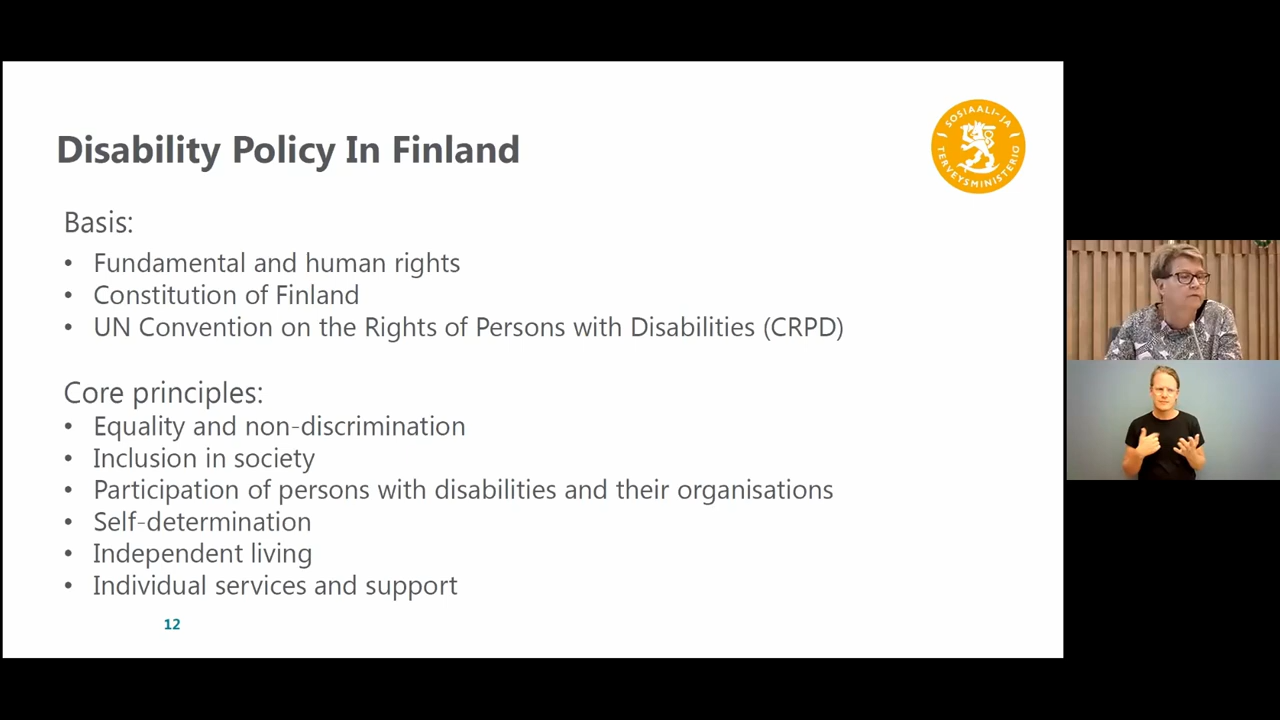 Disability Policy In Finland
SOSIAALI- JA
TERVEYSMINISTERIÖ
Basis:
• Fundamental and human rights
• Constitution of Finland
• UN Convention on the Rights of Persons with Disabilities (CRPD)
Core principles:
• Equality and non-discrimination
• Inclusion in society
• Participation of persons with disabilities and their organisations
• Self-determination
• Independent living
• Individual services and support
12